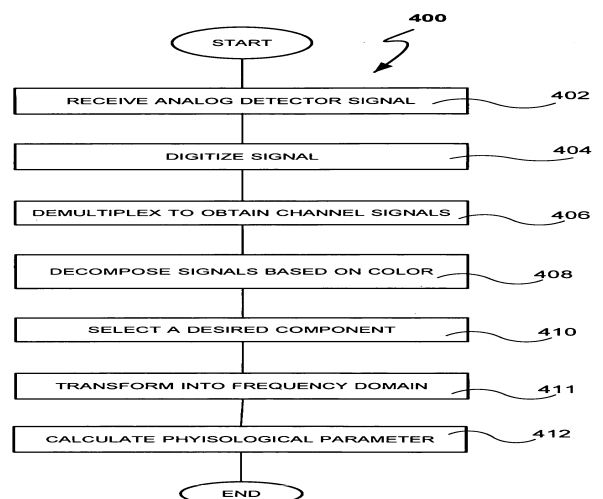 400
START
RECEIVE ANALOG DETECTOR SIGNAL 402
DIGITIZE SIGNAL 404
DEMULTIPLEX TO OBTAIN CHANNEL SIGNALS 406
DECOMPOSE SIGNALS BASED ON COLOR 408
SELECT A DESIRED COMPONENT 410
TRANSFORM INTO FREQUENCY DOMAIN 411
CALCULATE PHYISOLOGICAL PARAMETER 412
END